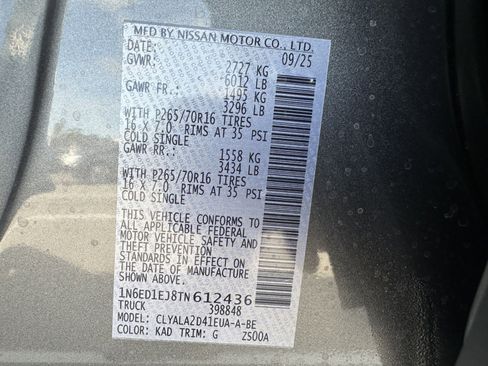 MFD BY NISSAN MOTOR CO., LTD.
DATE: 09/25
GVWR: 2727 KG
6012 LB
GAWR FR.: 1495 KG
3296 LB
WITH P265/70R16 TIRES
16 X 7.0 RIMS AT 35 PSI
COLD SINGLE
GAWR-RR.: 1558 KG
3434 LB
WITH P265/70R16 TIRES
16 X 7.0 RIMS AT 35 PSI
COLD SINGLE
THIS VEHICLE CONFORMS TO
ALL APPLICABLE FEDERAL
MOTOR VEHICLE SAFETY AND
THEFT PREVENTION
STANDARDS IN EFFECT ON
THE DATE OF MANUFACTURE
SHOWN ABOVE.
1N6ED1EJ8TN612436
TRUCK 398848
MODEL: CLYALA2D41EUA-A-BE
COLOR: KAD TRIM: G ZS00A